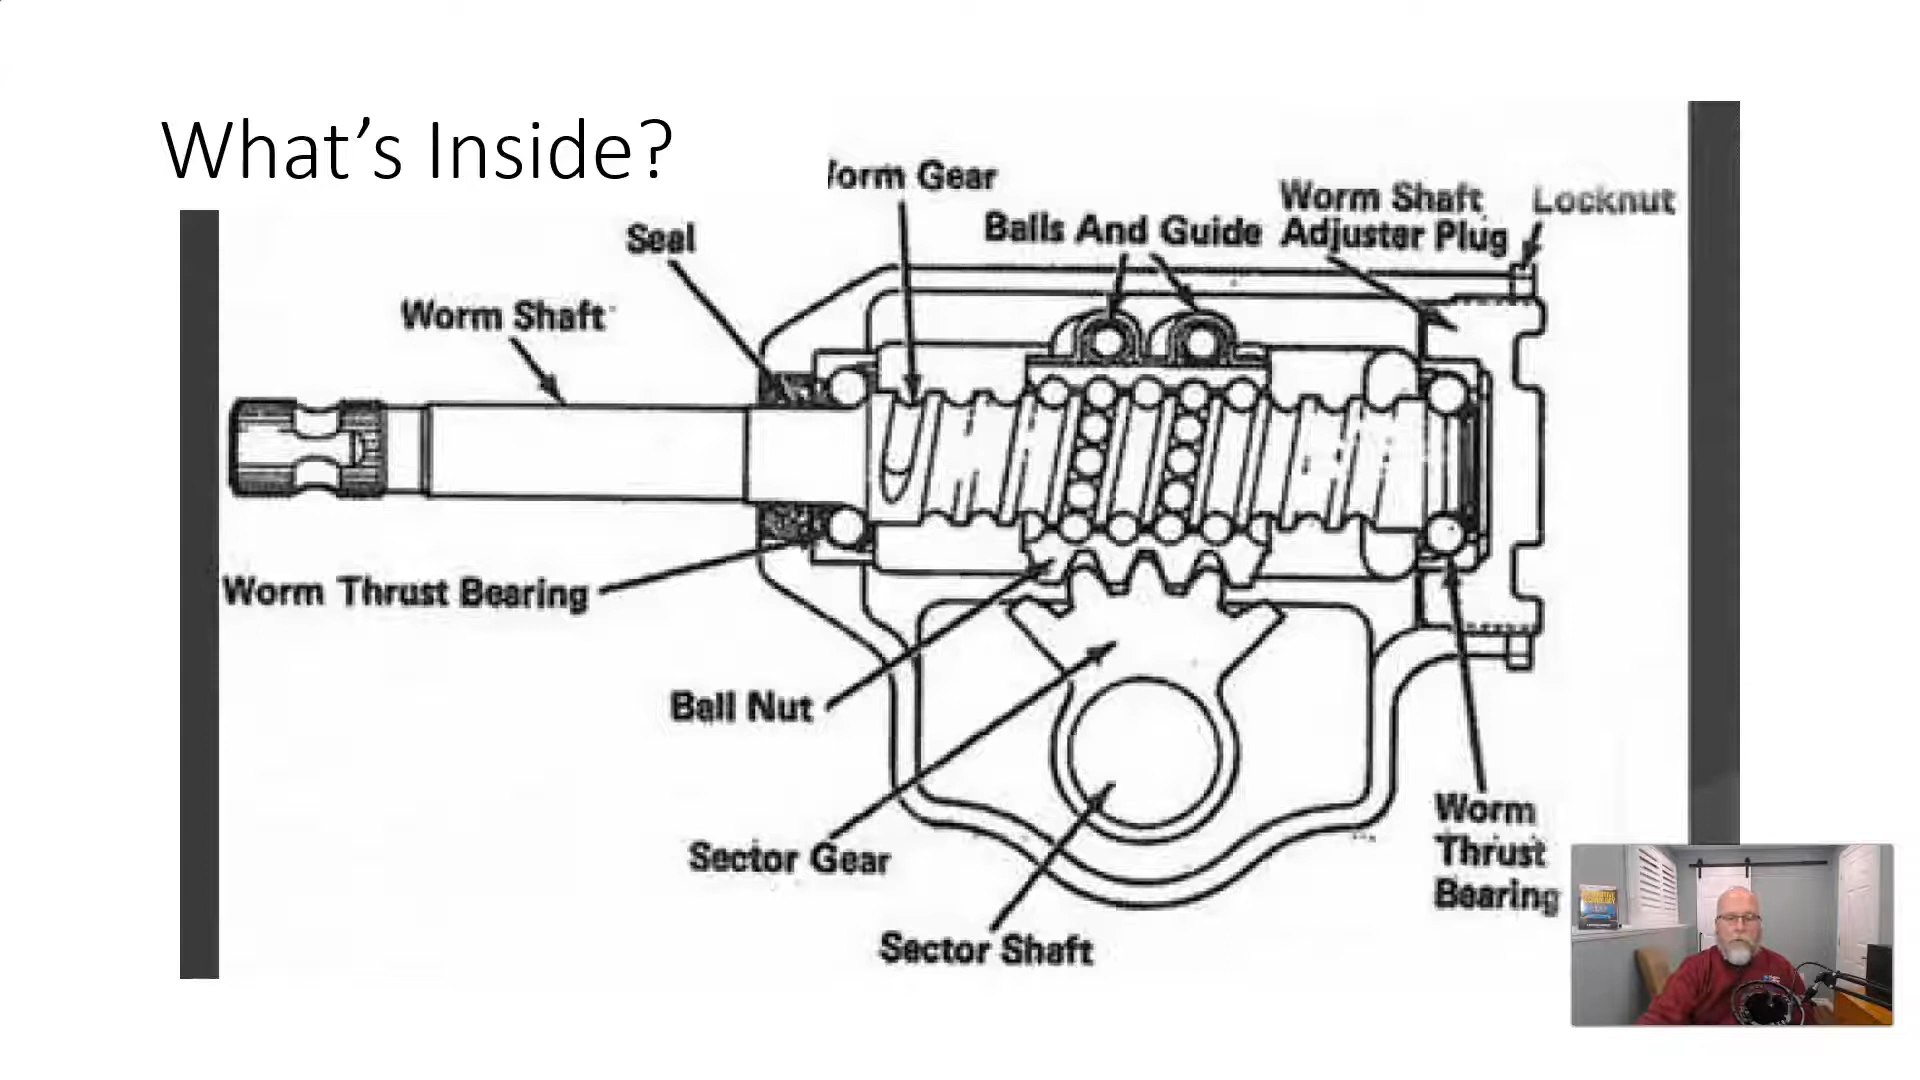 What's Inside?
orm Gear
Seal
Balls And Guide
Worm Shaft
Adjuster Plug
Locknut
Worm Shaft
Worm Thrust Bearing
Ball Nut
Sector Gear
Sector Shaft
Worm
Thrust
Bearing